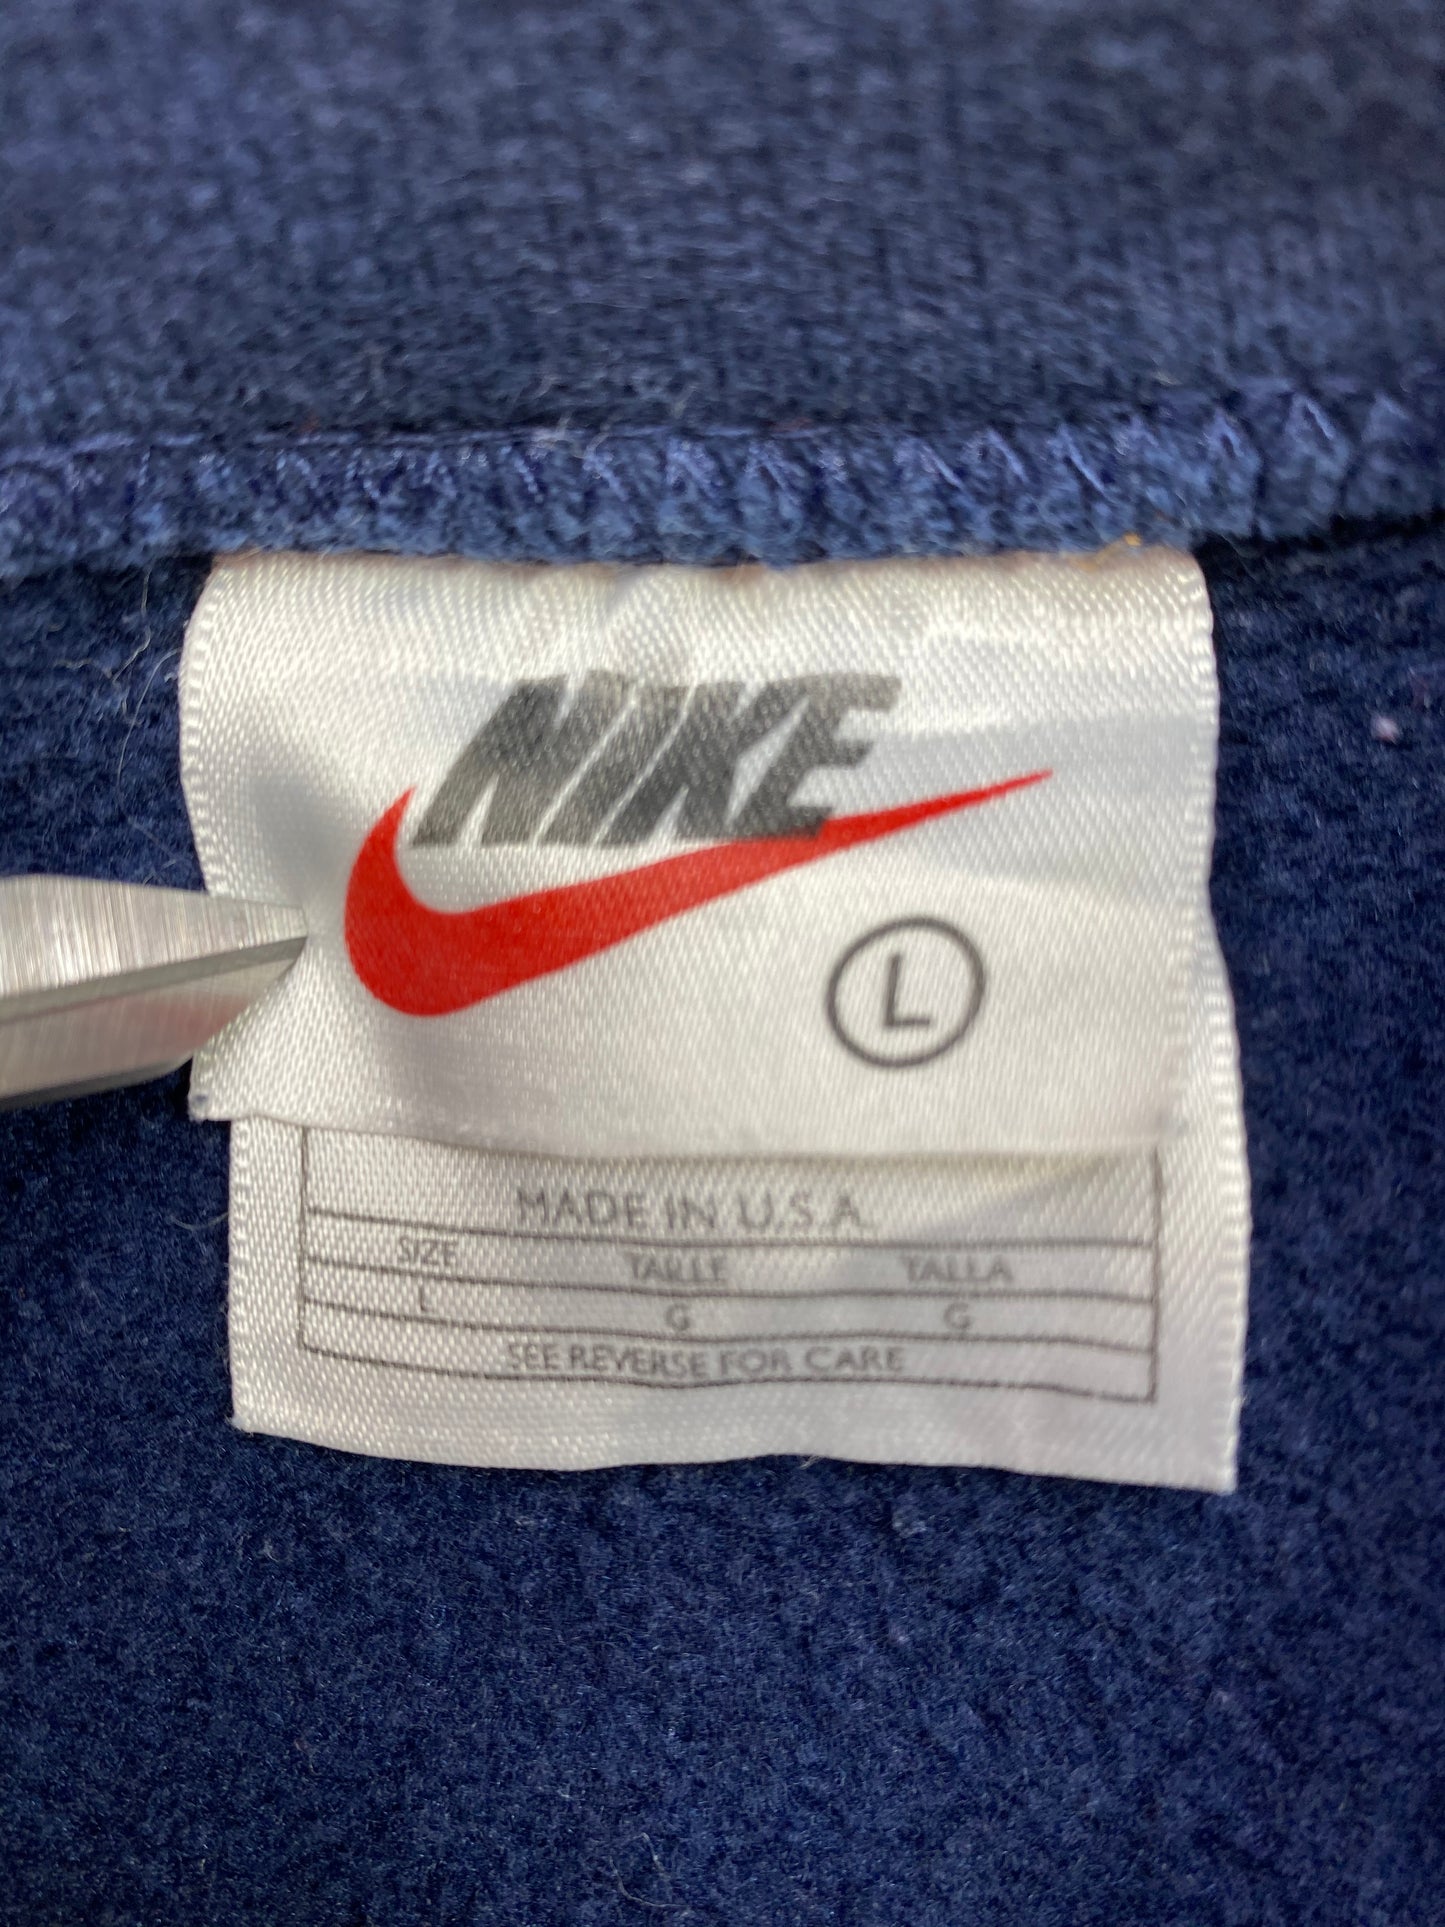 NIKE
L
MADE IN U.S.A.
SIZE TAILLE TALLA
L G G
SEE REVERSE FOR CARE